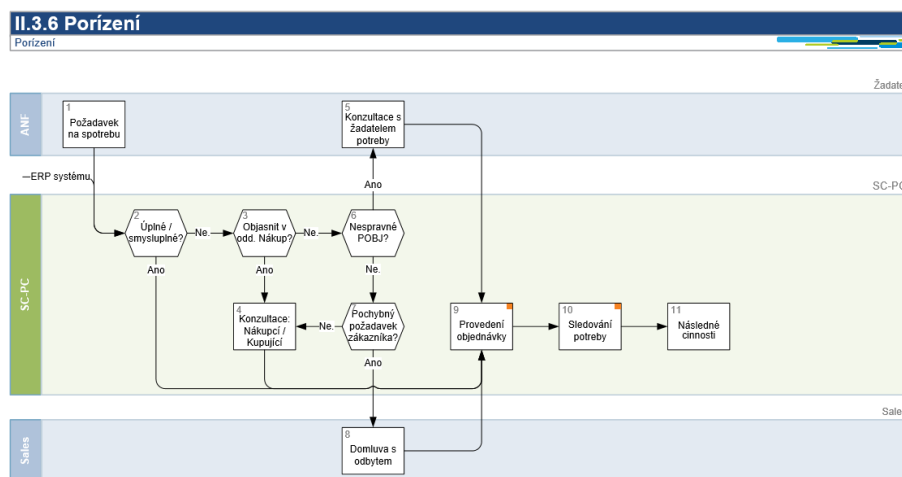 II.3.6 Porízení
Porízení
Žadate
ANF
1
Požadavek
na spotrebu
5
Konzultace s
žadatelem
potreby
ERP systému
Ano
SC-PC
SC-PC
2
Úplné /
smysluplné?
Ne.
3
Objasnit v
odd. Nákup?
Ne.
6
Nespravné
POBJ?
Ano
Ano
Ne.
4
Konzultace:
Nákupcí /
Kupující
Ne.
7
Pochybný
požadavek
zákazníka?
9
Provedení
objednávky
10
Sledování
potreby
11
Následné
cinnosti
Ano
Sale
Sales
8
Domluva s
odbytem